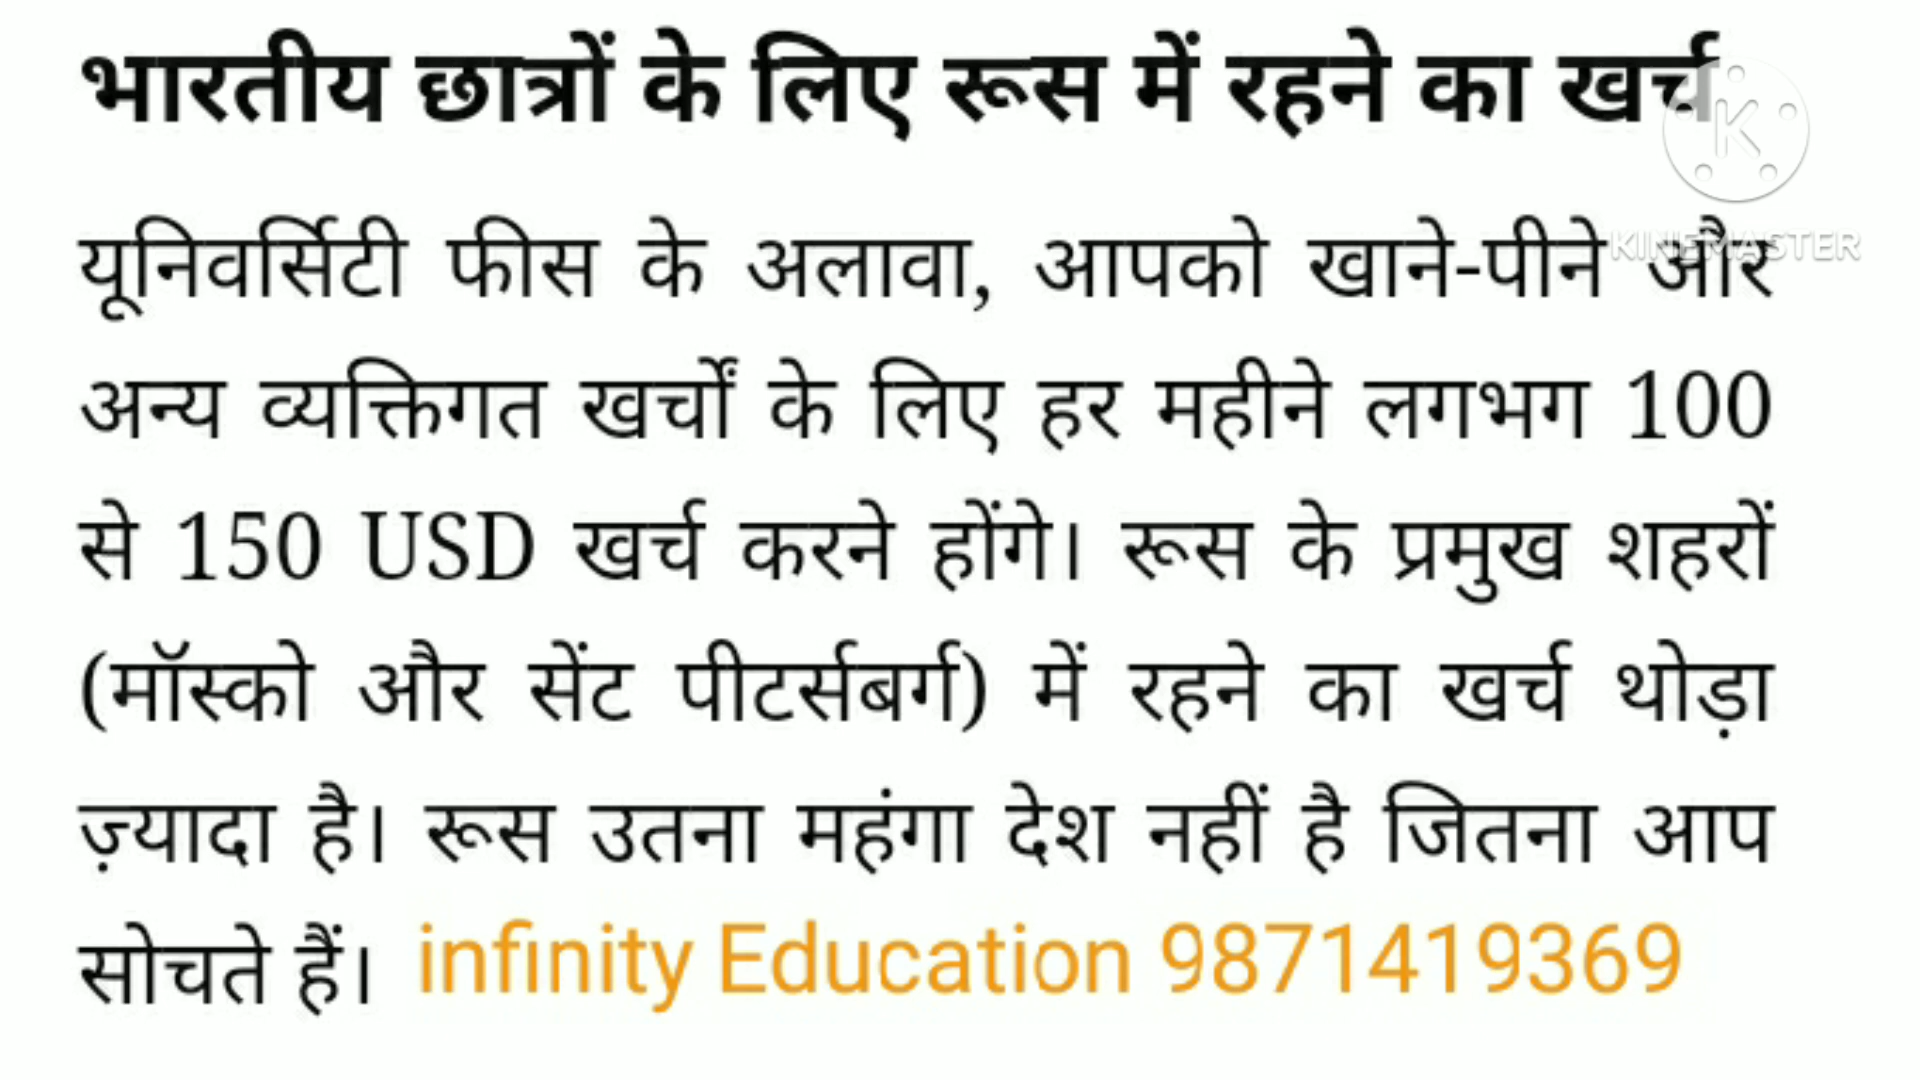 भारतीय छात्रों के लिए रूस में रहने का खर्च
K
KINEMASTER
यूनिवर्सिटी फीस के अलावा, आपको खाने-पीने और
अन्य व्यक्तिगत खर्चों के लिए हर महीने लगभग 100
से 150 USD खर्च करने होंगे। रूस के प्रमुख शहरों
(मॉस्को और सेंट पीटर्सबर्ग) में रहने का खर्च थोड़ा
ज़्यादा है। रूस उतना महंगा देश नहीं है जितना आप
सोचते हैं। infinity Education 9871419369